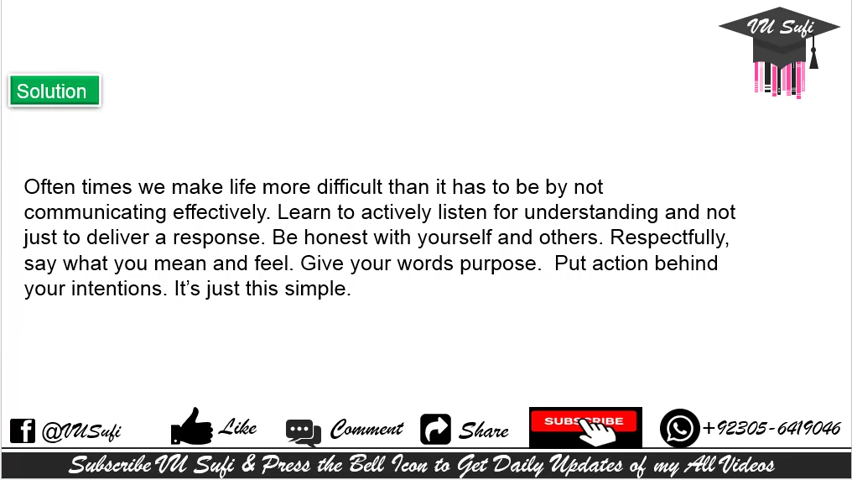 VU Sufi
Solution
Often times we make life more difficult than it has to be by not
communicating effectively. Learn to actively listen for understanding and not
just to deliver a response. Be honest with yourself and others. Respectfully,
say what you mean and feel. Give your words purpose.  Put action behind
your intentions. It’s just this simple.
@VUSufi
Like
Comment
Share
SUBSCRIBE
+92305-6419046
Subscribe VU Sufi & Press the Bell Icon to Get Daily Updates of my All Videos